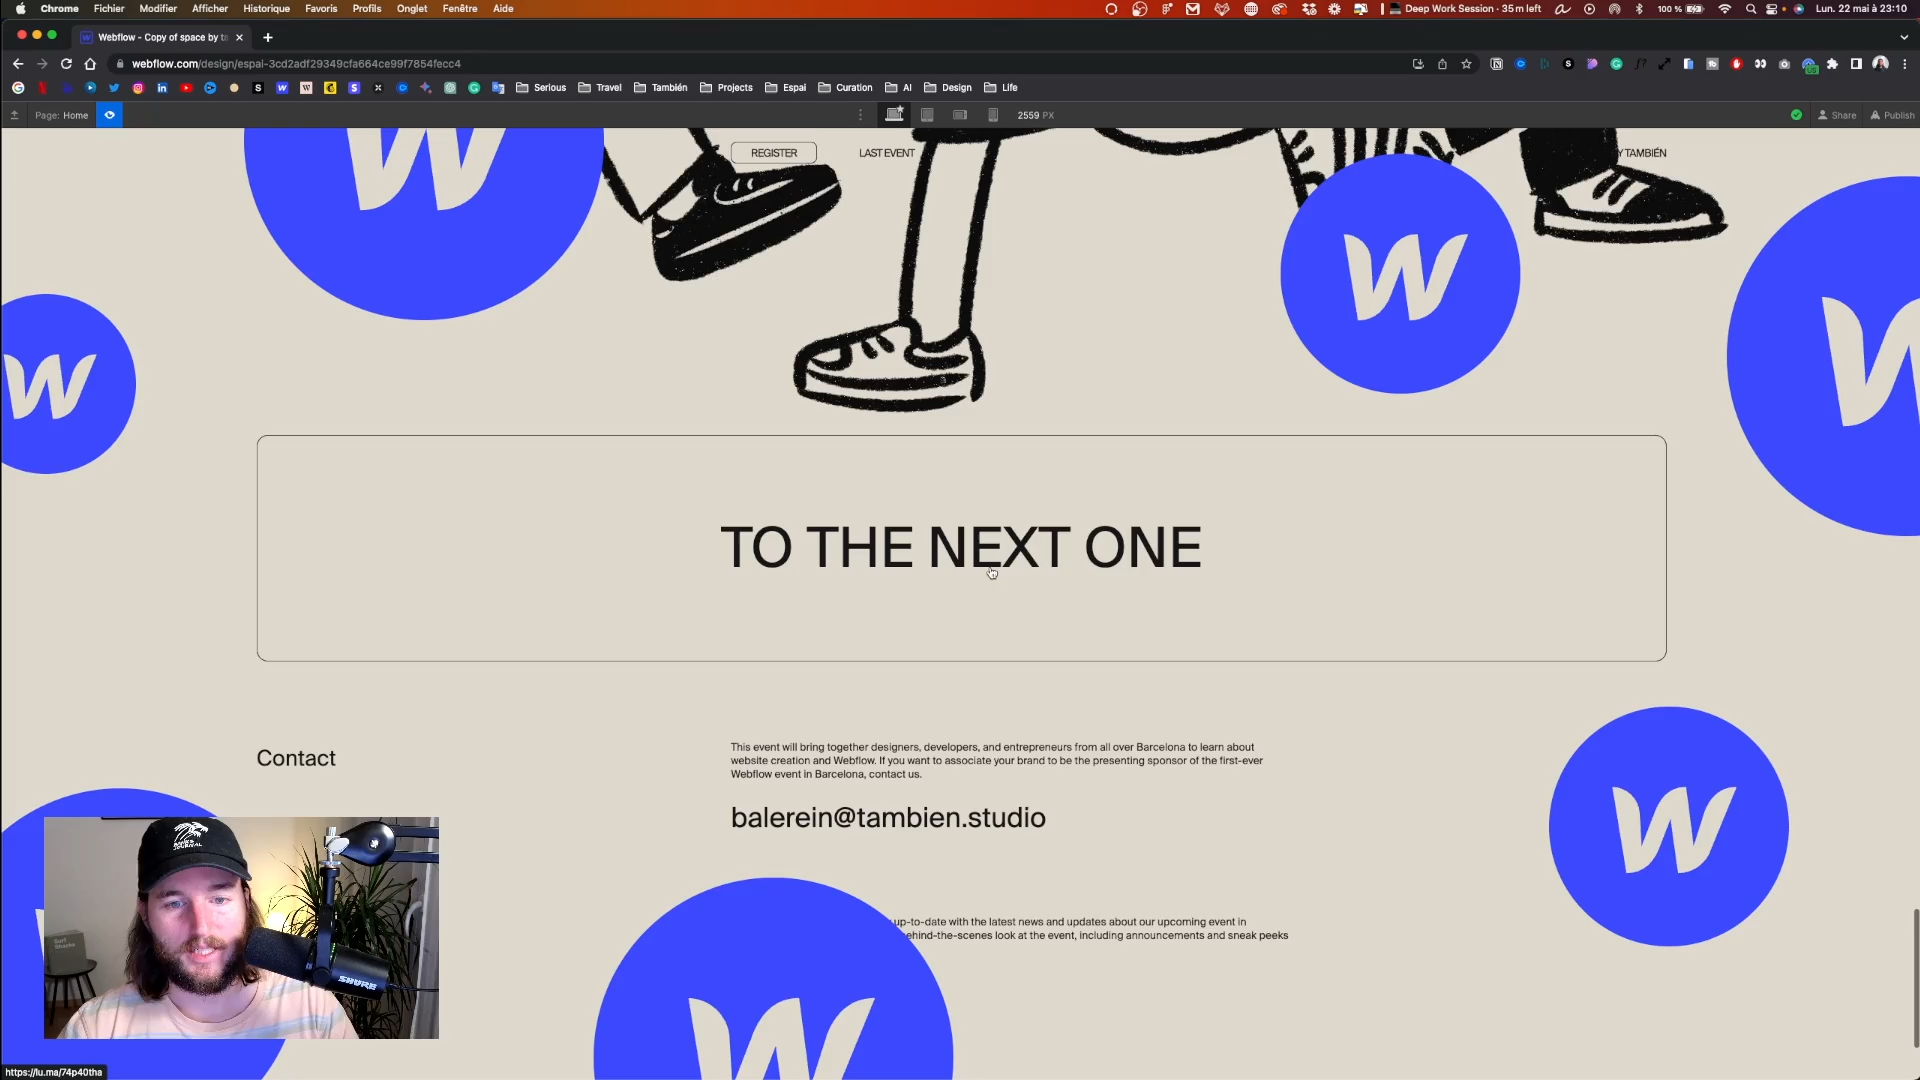 Chrome Fichier Modifier Afficher Historique Favoris Profils Onglet Fenêtre Aide
Deep Work Session · 35 m left
100 %
Lun. 22 mai à 23:10
Webflow - Copy of space by ta
webflow.com/design/espai-3cd2adf29349cfa664ce99f7854fecc4
Serious Travel También Projects Espai Curation AI Design Life
Page: Home
2559 PX
Share Publish
REGISTER
LAST EVENT
Y TAMBIÉN
TO THE NEXT ONE
Contact
This event will bring together designers, developers, and entrepreneurs from all over Barcelona to learn about
website creation and Webflow. If you want to associate your brand to be the presenting sponsor of the first-ever
Webflow event in Barcelona, contact us.
balerein@tambien.studio
up-to-date with the latest news and updates about our upcoming event in
ehind-the-scenes look at the event, including announcements and sneak peeks
SHURE
https://lu.ma/74p40tha